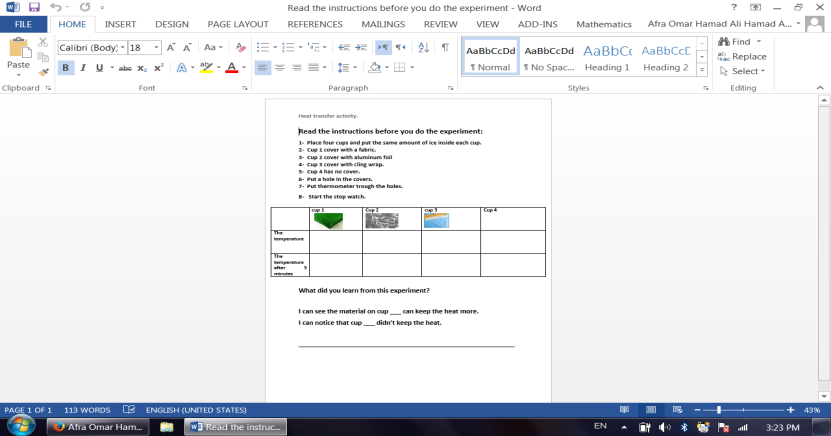 Read the instructions before you do the experiment - Word
FILE HOME INSERT DESIGN PAGE LAYOUT REFERENCES MAILINGS REVIEW VIEW ADD-INS Mathematics Afra Omar Hamad Ali Hamad A...
Calibri (Body) 18
Paste
AaBbCcDd AaBbCcDd AaBbC AaBbCc
¶ Normal ¶ No Spac... Heading 1 Heading 2
Find
Replace
Select
Clipboard Font Paragraph Styles Editing
Heat transfer activity.
Read the instructions before you do the experiment:
1- Place four cups and put the same amount of ice inside each cup.
2- Cup 1 cover with a fabric.
3- Cup 2 cover with aluminum foil
4- Cup 3 cover with cling wrap.
5- Cup 4 has no cover.
6- Put a hole in the covers.
7- Put thermometer trough the holes.
8- Start the stop watch.
cup 1 Cup 2 cup 3 Cup 4
The
temperature
The
temperature
after 5
minutes
What did you learn from this experiment?
I can see the material on cup ___ can keep the heat more.
I can notice that cup ___ didn't keep the heat.
PAGE 1 OF 1 113 WORDS ENGLISH (UNITED STATES) 43%
Afra Omar Ham... Read the instruc... EN 3:23 PM